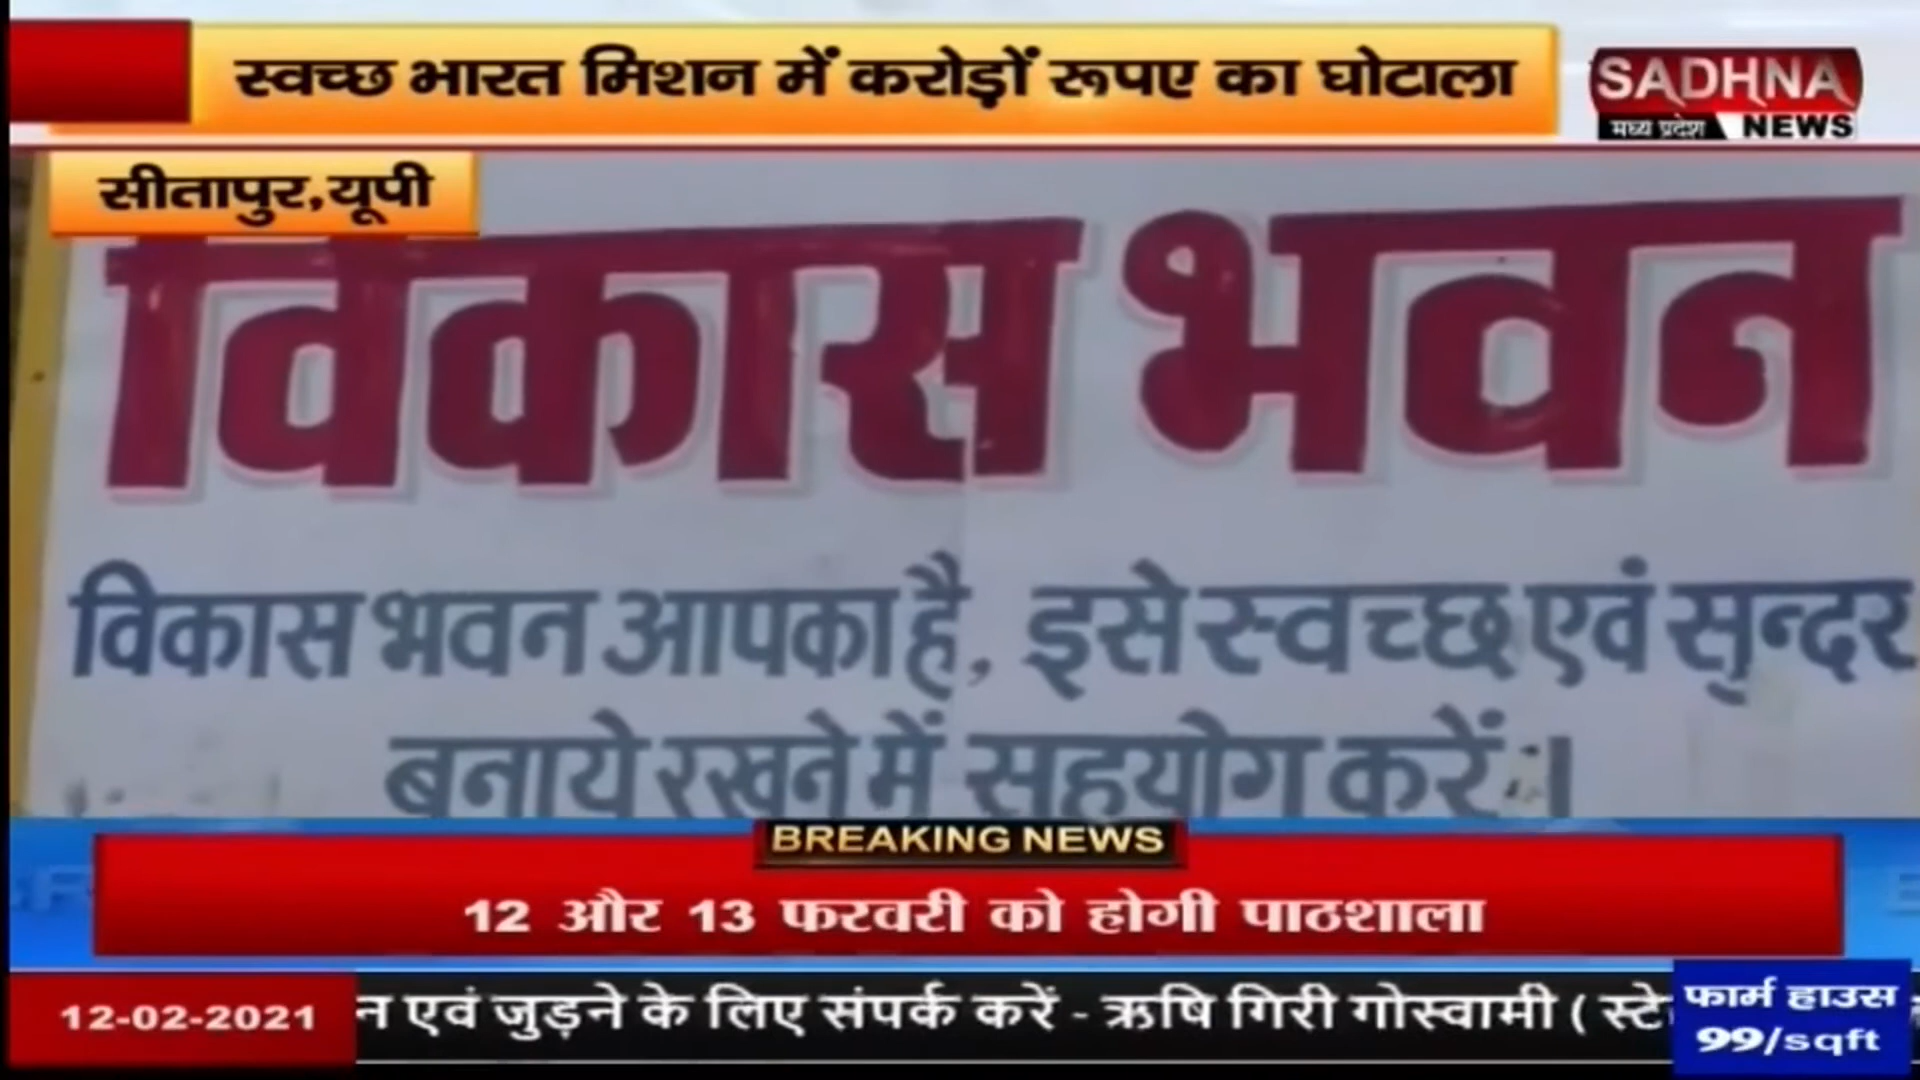 स्वच्छ भारत मिशन में करोड़ों रूपए का घोटाला
SADHNA
मध्य प्रदेश NEWS
सीतापुर,यूपी
विकास भवन
विकास भवन आपका है, इसे स्वच्छ एवं सुन्दर
बनाये रखने में सहयोग करें।
BREAKING NEWS
12 और 13 फरवरी को होगी पाठशाला
12-02-2021
न एवं जुड़ने के लिए संपर्क करें - ऋषि गिरी गोस्वामी (
फार्म हाउस
99/sqft